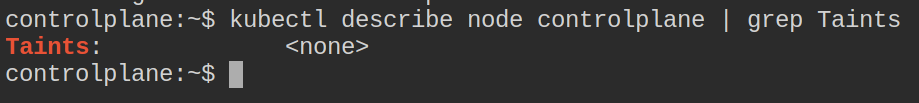 controlplane:~$ kubectl describe node controlplane | grep Taints
Taints:             <none>
controlplane:~$